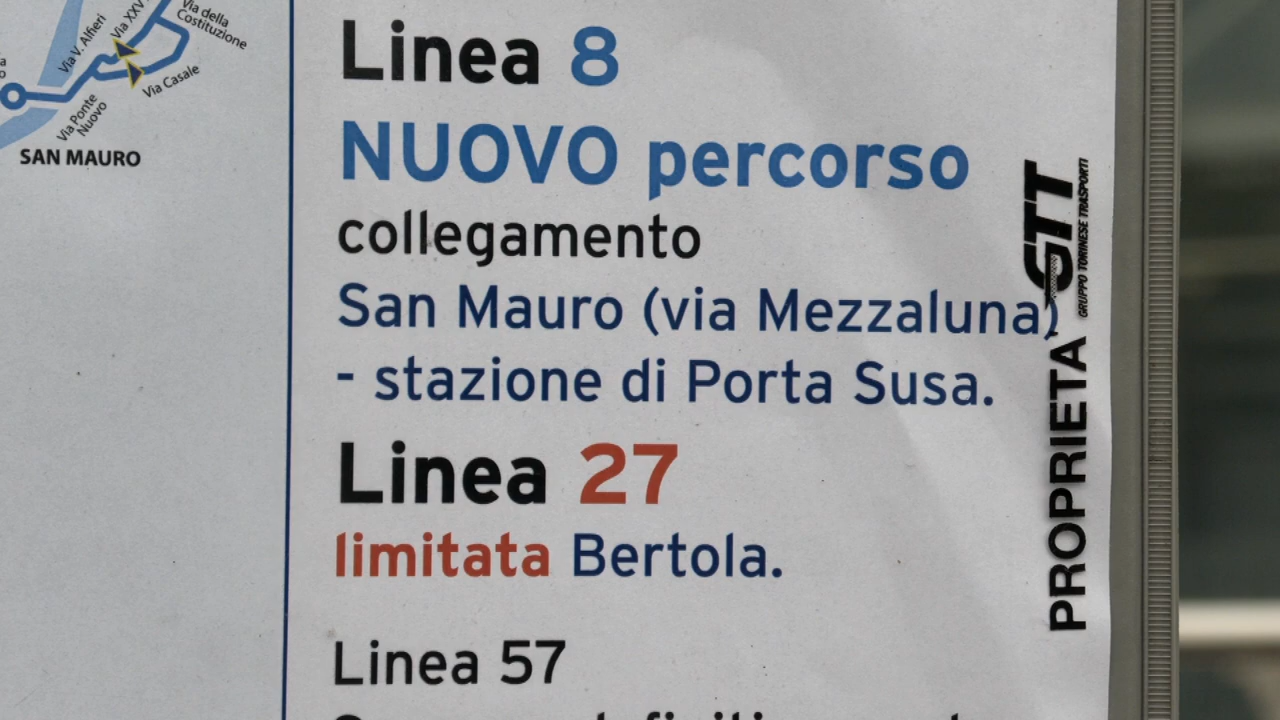 Via V. Alfieri
Via XXV
Via della
Costituzione
Via Casale
Via Ponte
Nuovo
SAN MAURO
Linea 8
NUOVO percorso
collegamento
San Mauro (via Mezzaluna)
- stazione di Porta Susa.
Linea 27
limitata Bertola.
Linea 57
PROPRIETA'
GTT
GRUPPO TORINESE TRASPORTI